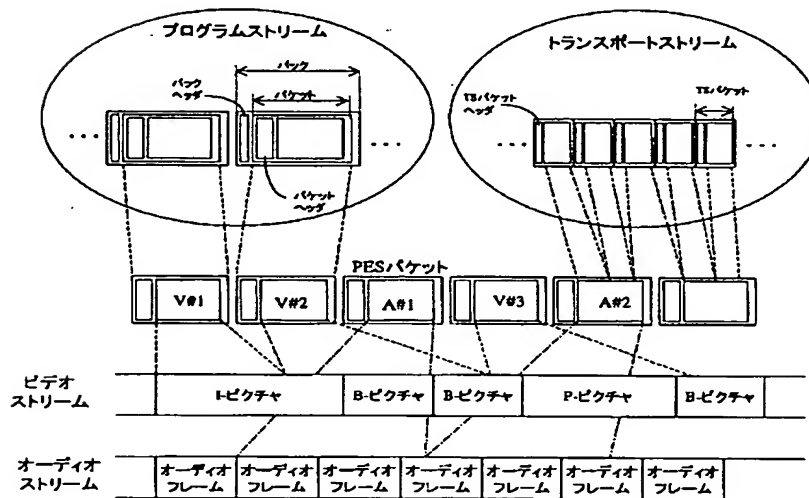 プログラムストリーム
トランスポートストリーム
パック
パック
ヘッダ
パケット
TSパケット
ヘッダ
TSパケット
パケット
ヘッダ
PESパケット
V#1
V#2
A#1
V#3
A#2
ビデオ
ストリーム
I-ピクチャ
B-ピクチャ
B-ピクチャ
P-ピクチャ
B-ピクチャ
オーディオ
ストリーム
オーディオ
フレーム
オーディオ
フレーム
オーディオ
フレーム
オーディオ
フレーム
オーディオ
フレーム
オーディオ
フレーム
オーディオ
フレーム